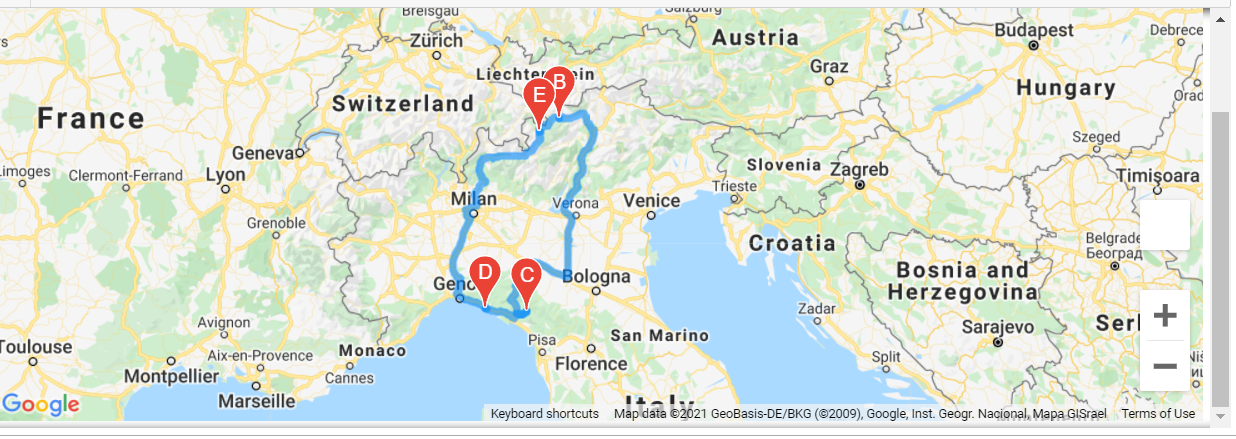 Breisgau
Salzburg
Zürich
Austria
Budapest
Debrece
Liechtenstein
B
Graz
E
Switzerland
Hungary
Orad
France
Szeged
Geneva
Slovenia
Zagreb
Limoges
Clermont-Ferrand
Lyon
Timișoara
Trieste
Milan
Verona
Venice
Grenoble
Croatia
Belgrade
Београд
D
C
Bologna
Bosnia and
Herzegovina
Geno
Zadar
Avignon
San Marino
Sarajevo
Ser
Toulouse
Aix-en-Provence
Monaco
Pisa
Florence
Split
Montpellier
Cannes
Marseille
Italy
Google
Keyboard shortcuts
Map data ©2021 GeoBasis-DE/BKG (©2009), Google, Inst. Geogr. Nacional, Mapa GISrael
Terms of Use